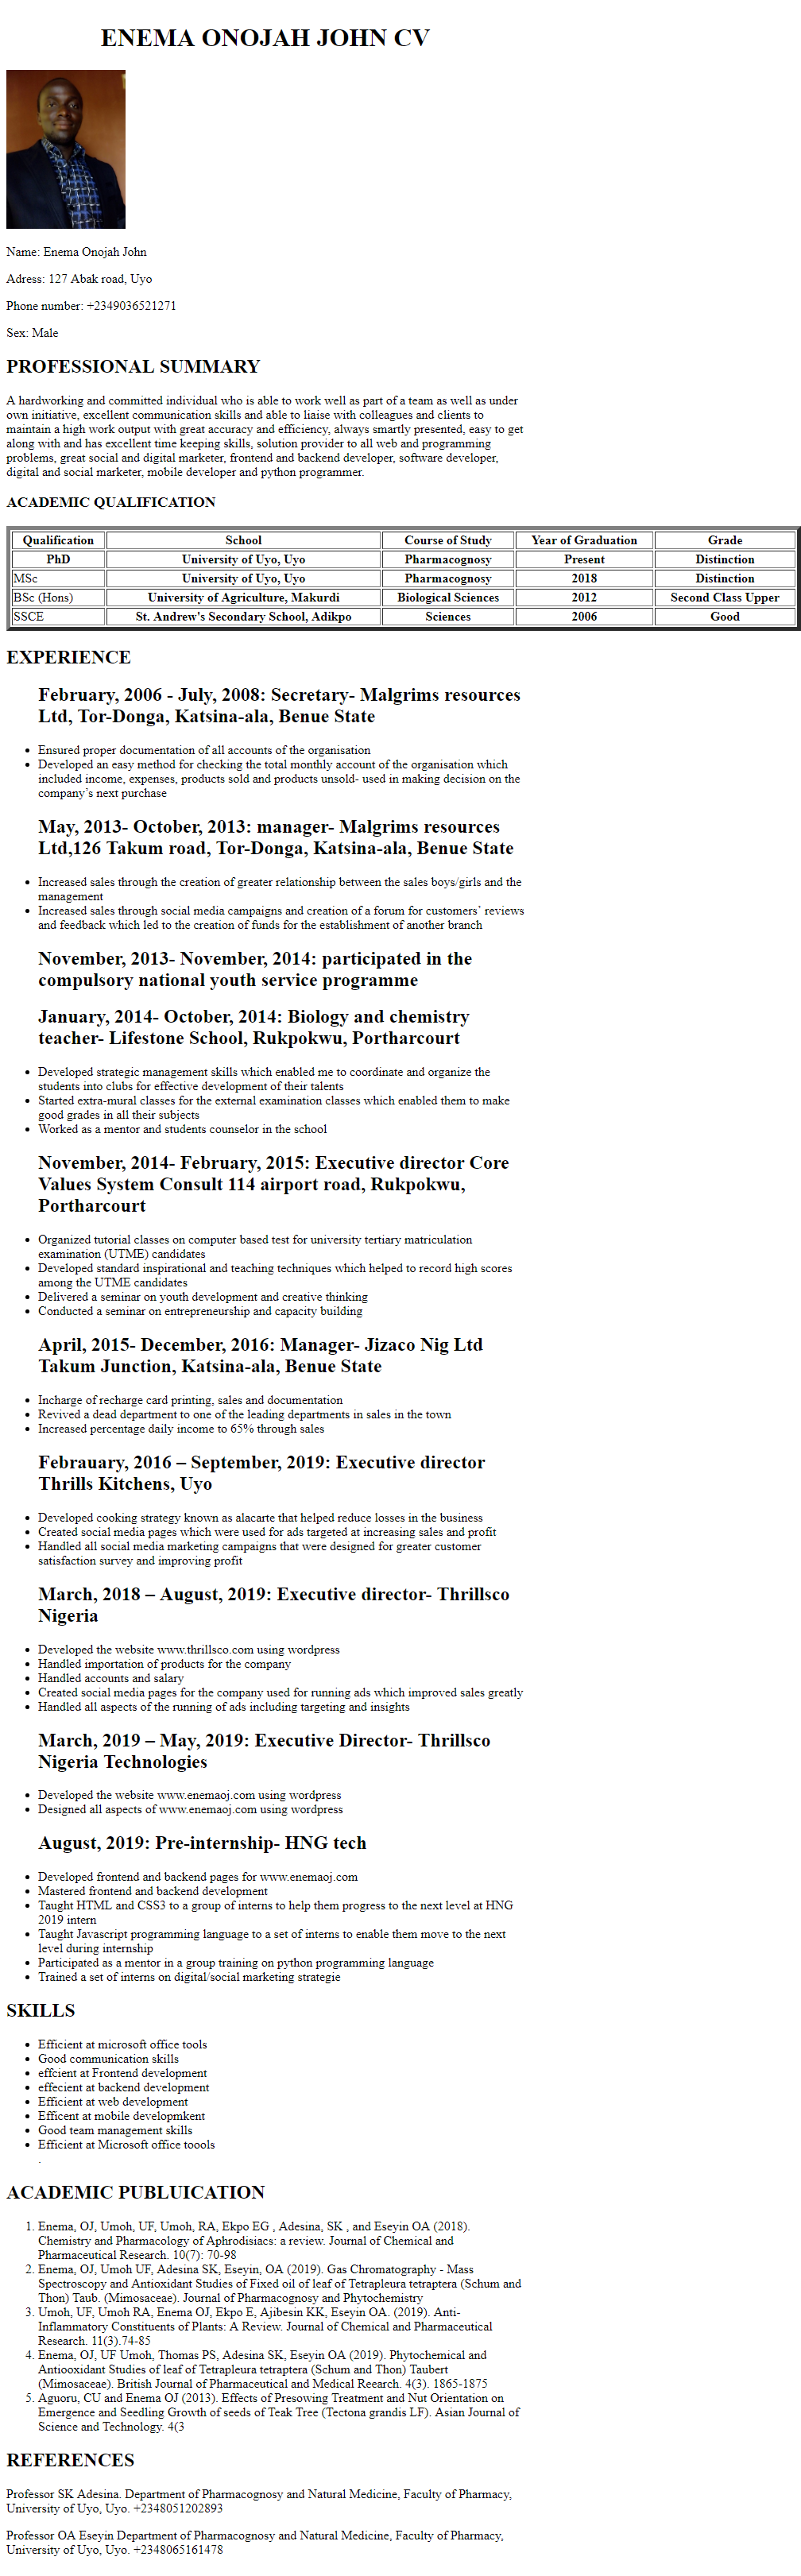 ENEMA ONOJAH JOHN CV
Name: Enema Onojah John
Adress: 127 Abak road, Uyo
Phone number: +2349036521271
Sex: Male
PROFESSIONAL SUMMARY
A hardworking and committed individual who is able to work well as part of a team as well as under
own initiative, excellent communication skills and able to liaise with colleagues and clients to
maintain a high work output with great accuracy and efficiency, always smartly presented, easy to get
along with and has excellent time keeping skills, solution provider to all web and programming
problems, great social and digital marketer, frontend and backend developer, software developer,
digital and social marketer, mobile developer and python programmer.
ACADEMIC QUALIFICATION
Qualification School Course of Study Year of Graduation Grade
PhD University of Uyo, Uyo Pharmacognosy Present Distinction
MSc University of Uyo, Uyo Pharmacognosy 2018 Distinction
BSc (Hons) University of Agriculture, Makurdi Biological Sciences 2012 Second Class Upper
SSCE St. Andrew's Secondary School, Adikpo Sciences 2006 Good
EXPERIENCE
February, 2006 - July, 2008: Secretary- Malgrims resources
Ltd, Tor-Donga, Katsina-ala, Benue State
• Ensured proper documentation of all accounts of the organisation
• Developed an easy method for checking the total monthly account of the organisation which
included income, expenses, products sold and products unsold- used in making decision on the
company’s next purchase
May, 2013- October, 2013: manager- Malgrims resources
Ltd,126 Takum road, Tor-Donga, Katsina-ala, Benue State
• Increased sales through the creation of greater relationship between the sales boys/girls and the
management
• Increased sales through social media campaigns and creation of a forum for customers’ reviews
and feedback which led to the creation of funds for the establishment of another branch
November, 2013- November, 2014: participated in the
compulsory national youth service programme
January, 2014- October, 2014: Biology and chemistry
teacher- Lifestone School, Rukpokwu, Portharcourt
• Developed strategic management skills which enabled me to coordinate and organize the
students into clubs for effective development of their talents
• Started extra-mural classes for the external examination classes which enabled them to make
good grades in all their subjects
• Worked as a mentor and students counselor in the school
November, 2014- February, 2015: Executive director Core
Values System Consult 114 airport road, Rukpokwu,
Portharcourt
• Organized tutorial classes on computer based test for university tertiary matriculation
examination (UTME) candidates
• Developed standard inspirational and teaching techniques which helped to record high scores
among the UTME candidates
• Delivered a seminar on youth development and creative thinking
• Conducted a seminar on entrepreneurship and capacity building
April, 2015- December, 2016: Manager- Jizaco Nig Ltd
Takum Junction, Katsina-ala, Benue State
• Incharge of recharge card printing, sales and documentation
• Revived a dead department to one of the leading departments in sales in the town
• Increased percentage daily income to 65% through sales
Febrauary, 2016 – September, 2019: Executive director
Thrills Kitchens, Uyo
• Developed cooking strategy known as alacarte that helped reduce losses in the business
• Created social media pages which were used for ads targeted at increasing sales and profit
• Handled all social media marketing campaigns that were designed for greater customer
satisfaction survey and improving profit
March, 2018 – August, 2019: Executive director- Thrillsco
Nigeria
• Developed the website www.thrillsco.com using wordpress
• Handled importation of products for the company
• Handled accounts and salary
• Created social media pages for the company used for running ads which improved sales greatly
• Handled all aspects of the running of ads including targeting and insights
March, 2019 – May, 2019: Executive Director- Thrillsco
Nigeria Technologies
• Developed the website www.enemaoj.com using wordpress
• Designed all aspects of www.enemaoj.com using wordpress
August, 2019: Pre-internship- HNG tech
• Developed frontend and backend pages for www.enemaoj.com
• Mastered frontend and backend development
• Taught HTML and CSS3 to a group of interns to help them progress to the next level at HNG
2019 intern
• Taught Javascript programming language to a set of interns to enable them move to the next
level during internship
• Participated as a mentor in a group training on python programming language
• Trained a set of interns on digital/social marketing strategie
SKILLS
• Efficient at microsoft office tools
• Good communication skills
• effcient at Frontend development
• effecient at backend development
• Efficient at web development
• Efficent at mobile developmkent
• Good team management skills
• Efficient at Microsoft office toools
.
ACADEMIC PUBLUICATION
1. Enema, OJ, Umoh, UF, Umoh, RA, Ekpo EG , Adesina, SK , and Eseyin OA (2018).
Chemistry and Pharmacology of Aphrodisiacs: a review. Journal of Chemical and
Pharmaceutical Research. 10(7): 70-98
2. Enema, OJ, Umoh UF, Adesina SK, Eseyin, OA (2019). Gas Chromatography - Mass
Spectroscopy and Antioxidant Studies of Fixed oil of leaf of Tetrapleura tetraptera (Schum and
Thon) Taub. (Mimosaceae). Journal of Pharmacognosy and Phytochemistry
3. Umoh, UF, Umoh RA, Enema OJ, Ekpo E, Ajibesin KK, Eseyin OA. (2019). Anti-
Inflammatory Constituents of Plants: A Review. Journal of Chemical and Pharmaceutical
Research. 11(3).74-85
4. Enema, OJ, UF Umoh, Thomas PS, Adesina SK, Eseyin OA (2019). Phytochemical and
Antiooxidant Studies of leaf of Tetrapleura tetraptera (Schum and Thon) Taubert
(Mimosaceae). British Journal of Pharmaceutical and Medical Reearch. 4(3). 1865-1875
5. Aguoru, CU and Enema OJ (2013). Effects of Presowing Treatment and Nut Orientation on
Emergence and Seedling Growth of seeds of Teak Tree (Tectona grandis LF). Asian Journal of
Science and Technology. 4(3
REFERENCES
Professor SK Adesina. Department of Pharmacognosy and Natural Medicine, Faculty of Pharmacy,
University of Uyo, Uyo. +2348051202893
Professor OA Eseyin Department of Pharmacognosy and Natural Medicine, Faculty of Pharmacy,
University of Uyo, Uyo. +2348065161478